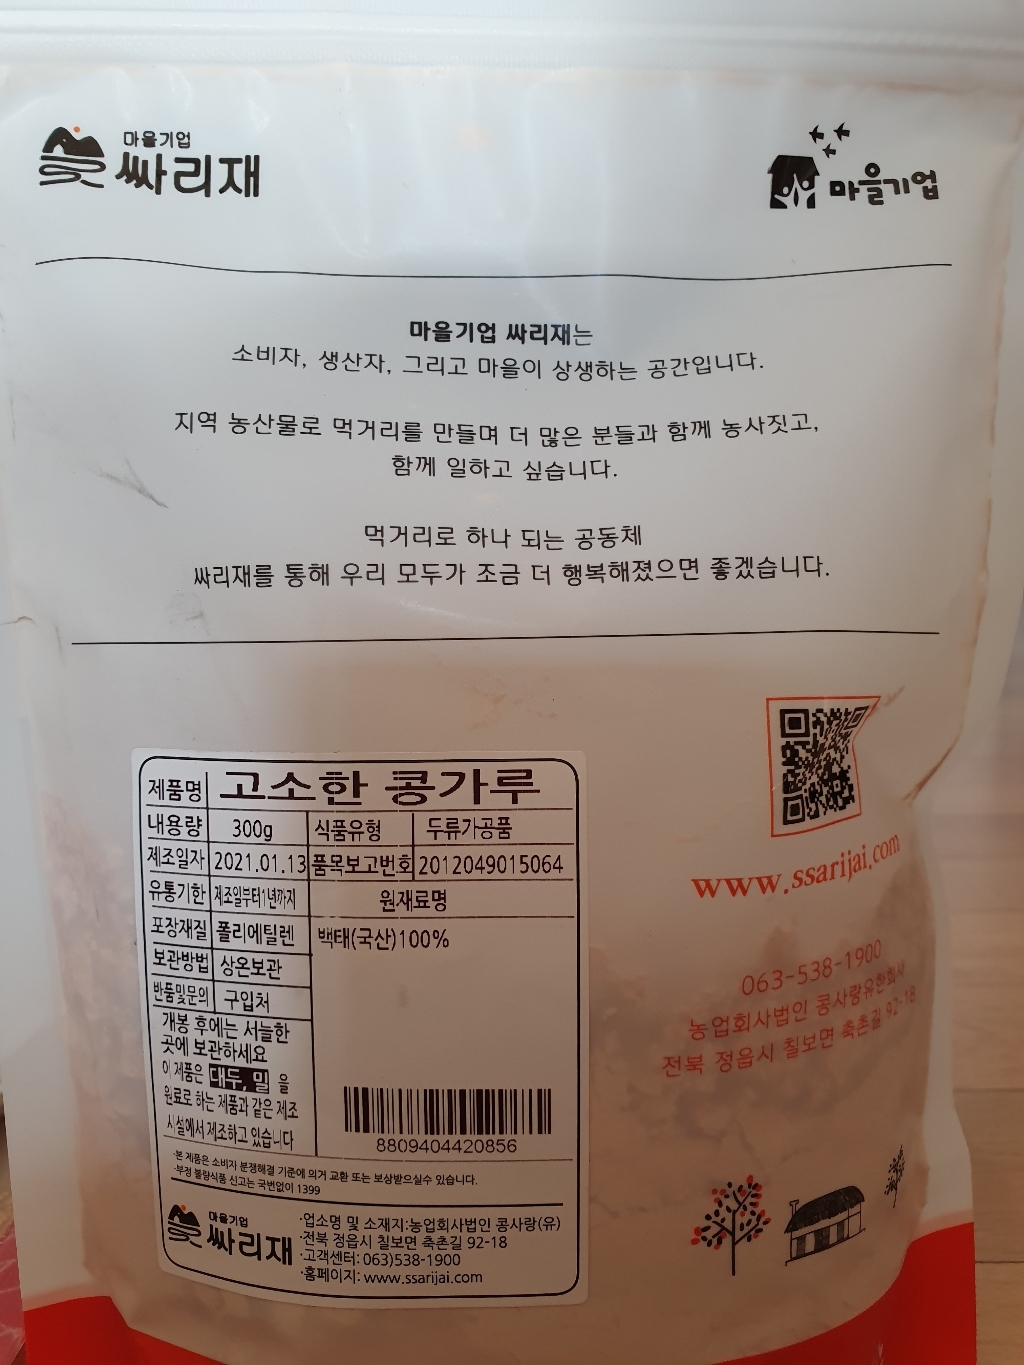 마을기업
싸리재
마을기업
마을기업 싸리재는
소비자, 생산자, 그리고 마을이 상생하는 공간입니다.
지역 농산물로 먹거리를 만들며 더 많은 분들과 함께 농사짓고,
함께 일하고 싶습니다.
먹거리로 하나 되는 공동체
싸리재를 통해 우리 모두가 조금 더 행복해졌으면 좋겠습니다.
제품명 고소한 콩가루
내용량 300g 식품유형 두류가공품
제조일자 2021.01.13 품목보고번호 2012049015064
유통기한 제조일부터1년까지 원재료명
포장재질 폴리에틸렌 백태(국산)100%
보관방법 상온보관
반품및문의 구입처
개봉 후에는 서늘한
곳에 보관하세요
이 제품은 대두, 밀 을
원료로 하는 제품과 같은 제조
시설에서 제조하고 있습니다
8809404420856
·본 제품은 소비자 분쟁해결 기준에 의거 교환 또는 보상받으실수 있습니다.
·부정 불량식품 신고는 국번없이 1399
마을기업
싸리재
·업소명 및 소재지:농업회사법인 콩사랑(유)
·전북 정읍시 칠보면 축촌길 92-18
·고객센터: 063)538-1900
·홈페이지: www.ssarijai.com
www.ssarijai.com
063-538-1900
농업회사법인 콩사랑유한회사
전북 정읍시 칠보면 축촌길 92-18